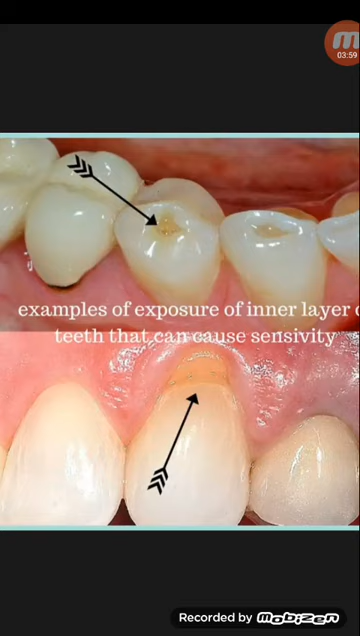 03:59
examples of exposure of inner layer
teeth that can cause sensivity
Recorded by Mobizen